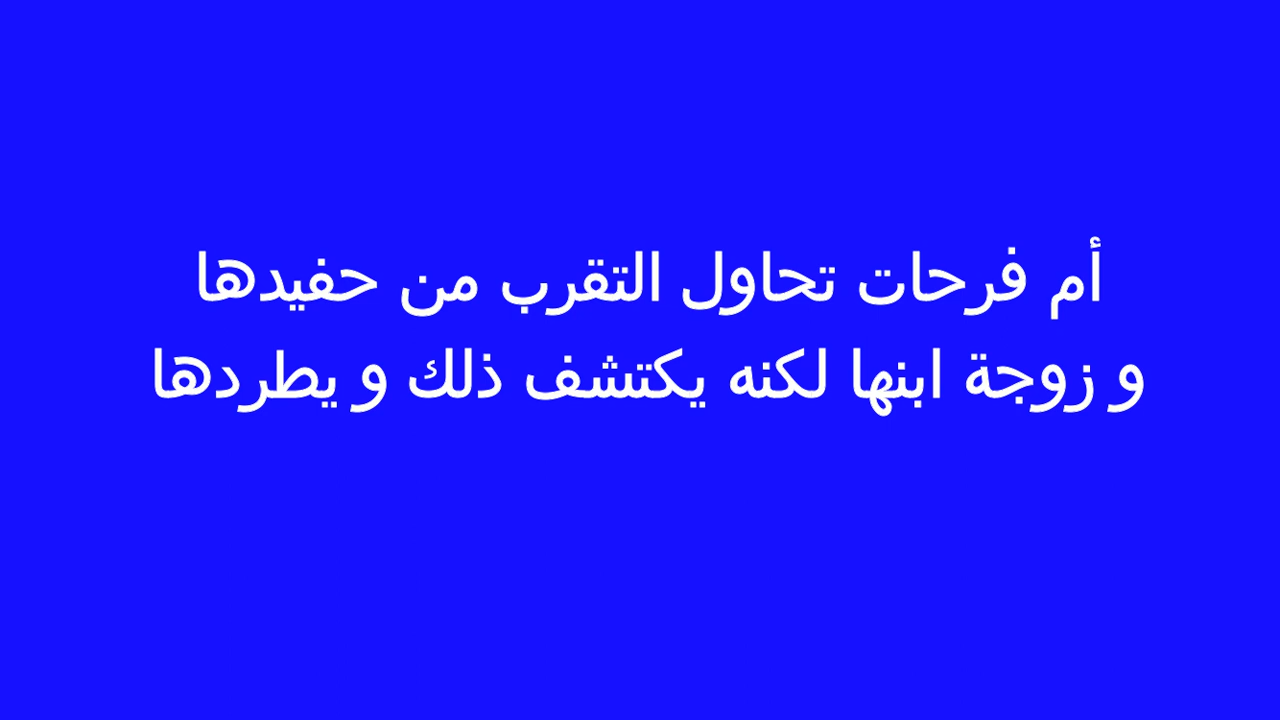 أم فرحات تحاول التقرب من حفيدها
و زوجة ابنها لكنه يكتشف ذلك و يطردها